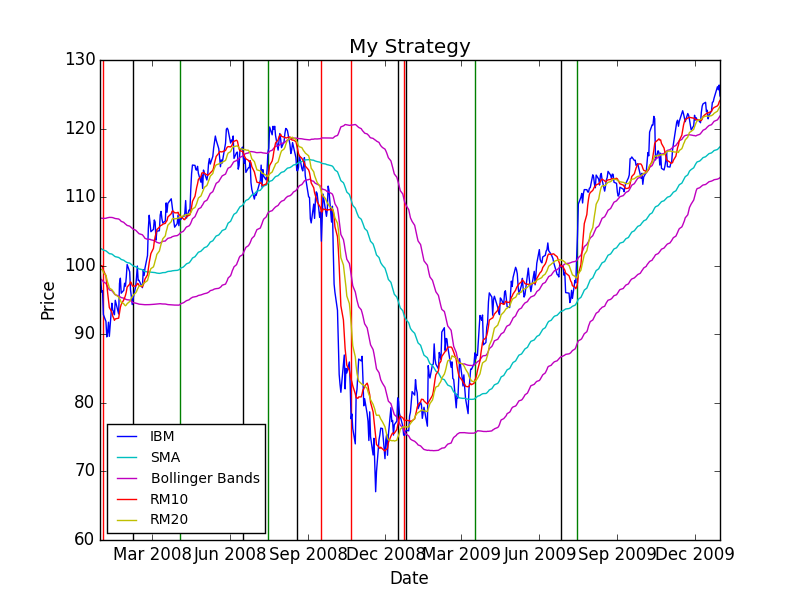 My Strategy
130
120
110
100
90
80
70
60
Price
IBM
SMA
Bollinger Bands
RM10
RM20
Mar 2008 Jun 2008 Sep 2008 Dec 2008 Mar 2009 Jun 2009 Sep 2009 Dec 2009
Date